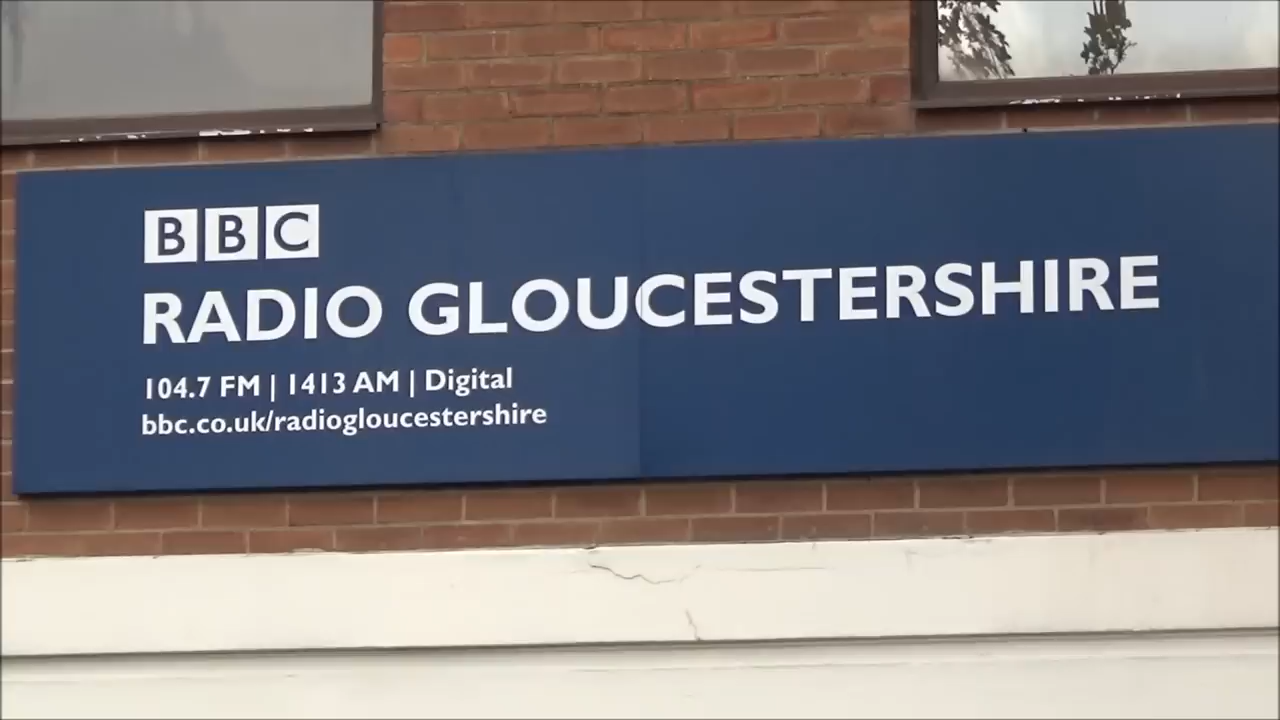 BBC
RADIO GLOUCESTERSHIRE
104.7 FM | 1413 AM | Digital
bbc.co.uk/radiogloucestershire